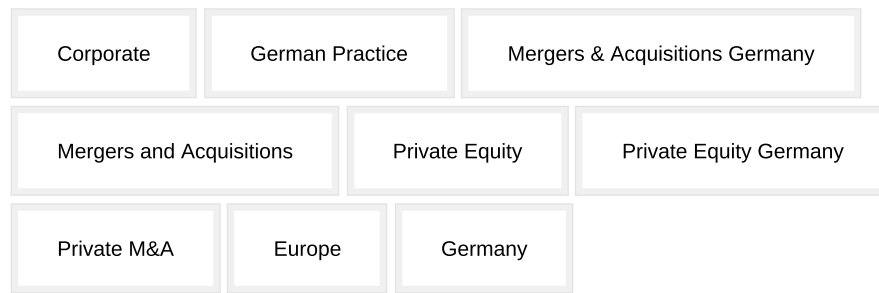 Corporate German Practice Mergers & Acquisitions Germany
Mergers and Acquisitions Private Equity Private Equity Germany
Private M&A Europe Germany